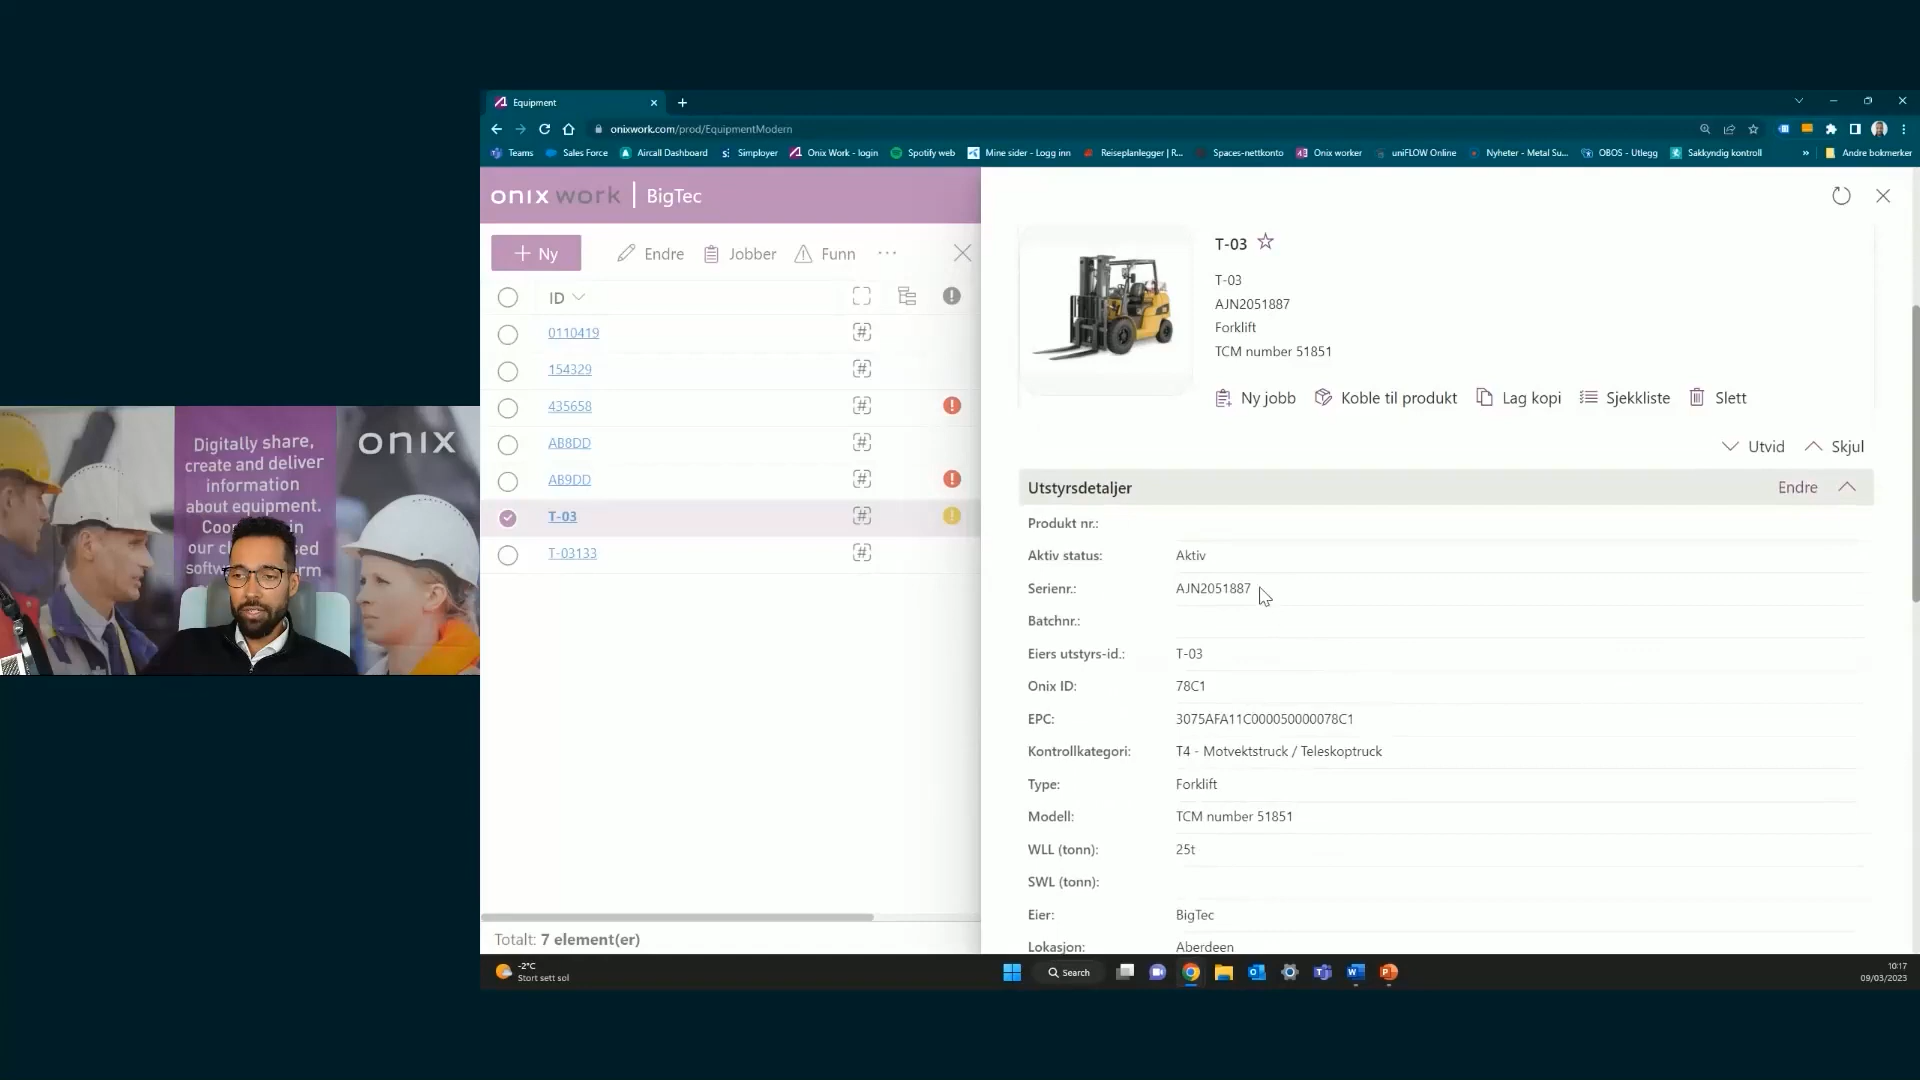 Equipment
onixwork.com/prod/EquipmentModern
Teams
Sales Force
Aircall Dashboard
Simployer
Onix Work - login
Spotify web
Mine sider - Logg inn
Reiseplanlegger | R...
Spaces-nettkonto
Onix worker
uniFLOW Online
Nyheter - Metal Su...
OBOS - Utlegg
Sakkyndig kontroll
»
Andre bokmerker
onix work | BigTec
+ Ny
Endre
Jobber
Funn
...
ID
0110419
154329
435658
AB8DD
AB9DD
T-03
T-03133
Totalt: 7 element(er)
T-03
T-03
AJN2051887
Forklift
TCM number 51851
Ny jobb
Koble til produkt
Lag kopi
Sjekkliste
Slett
Utvid
Skjul
Utstyrsdetaljer
Endre
Produkt nr.:
Aktiv status: Aktiv
Serienr.: AJN2051887
Batchnr.:
Eiers utstyrs-id.: T-03
Onix ID: 78C1
EPC: 3075AFA11C000050000078C1
Kontrollkategori: T4 - Motvektstruck / Teleskoptruck
Type: Forklift
Modell: TCM number 51851
WLL (tonn): 25t
SWL (tonn):
Eier: BigTec
Lokasjon: Aberdeen
Digitally share,
create and deliver
information
about equipment.
in
our
onix
-2°C
Stort sett sol
Search
10:17
09/03/2023